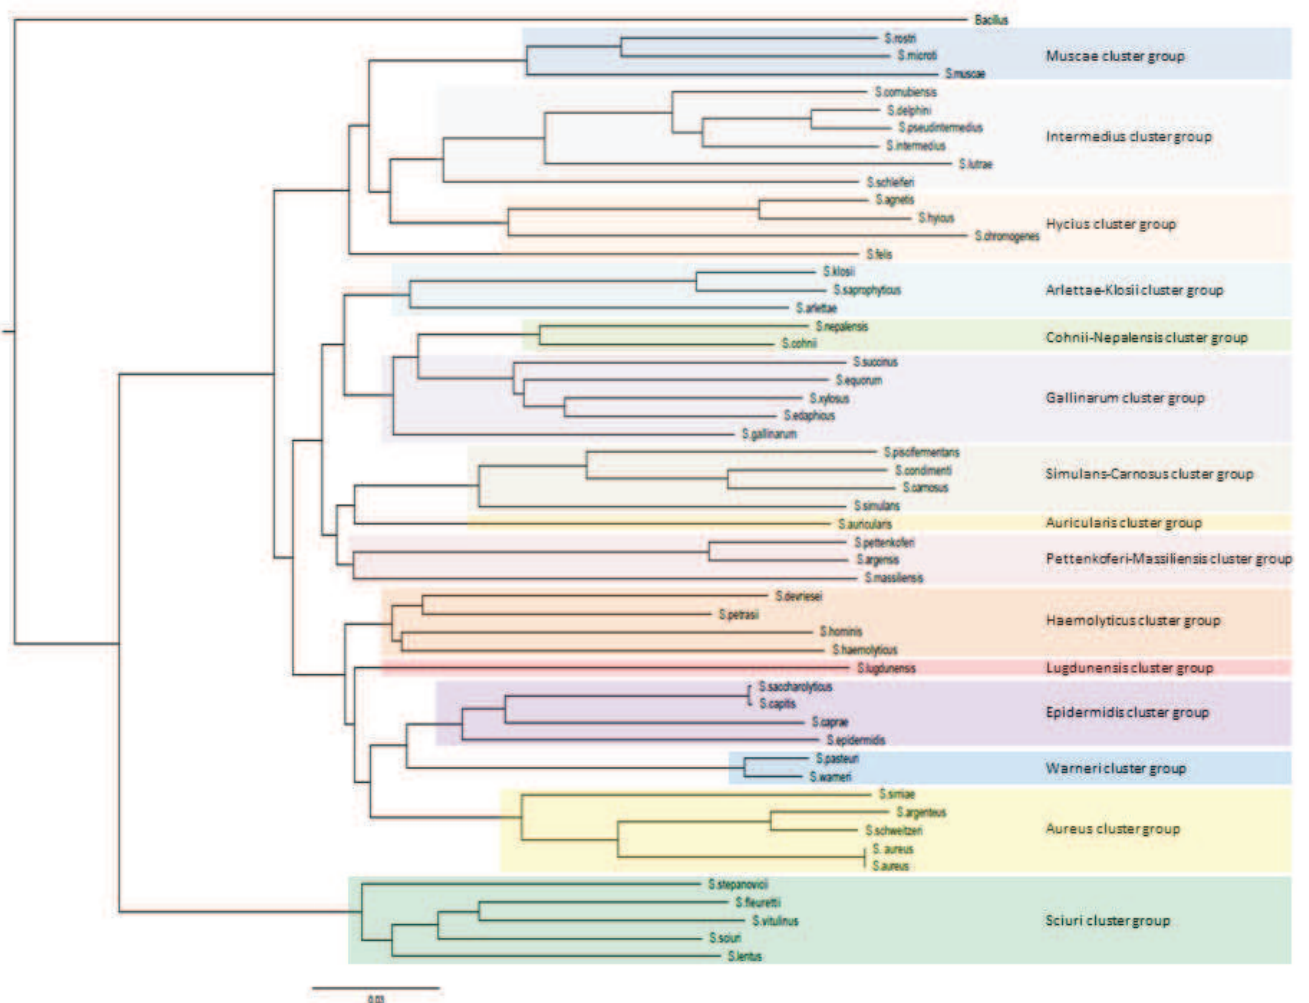 Bacillus
S.rostri
S.microti
Muscae cluster group
S.muscae
S.cornubiensis
S.delphini
S.pseudintermedius
Intermedius cluster group
S.intermedius
S.lutrae
S.schleiferi
S.agnetis
S.hyicus
Hycius cluster group
S.chromogenes
S.felis
S.klosii
S.saprophyticus
Arlettae-Klosii cluster group
S.arlettae
S.nepalensis
Cohnii-Nepalensis cluster group
S.cohnii
S.succinus
S.equorum
S.xylosus
Gallinarum cluster group
S.edaphicus
S.gallinarum
S.piscifermentans
S.condimenti
Simulans-Carnosus cluster group
S.carnosus
S.simulans
S.auricularis
Auricularis cluster group
S.pettenkoferi
S.argensis
Pettenkoferi-Massiliensis cluster group
S.massiliensis
S.devriesei
S.petrasii
Haemolyticus cluster group
S.hominis
S.haemolyticus
S.lugdunensis
Lugdunensis cluster group
S.saccharolyticus
S.capitis
Epidermidis cluster group
S.caprae
S.epidermidis
S.pasteuri
Warneri cluster group
S.warneri
S.simiae
S.argenteus
S.schweitzeri
Aureus cluster group
S. aureus
S.aureus
S.stepanovicii
S.fleurettii
S.vitulinus
Sciuri cluster group
S.sciuri
S.lentus
0.03